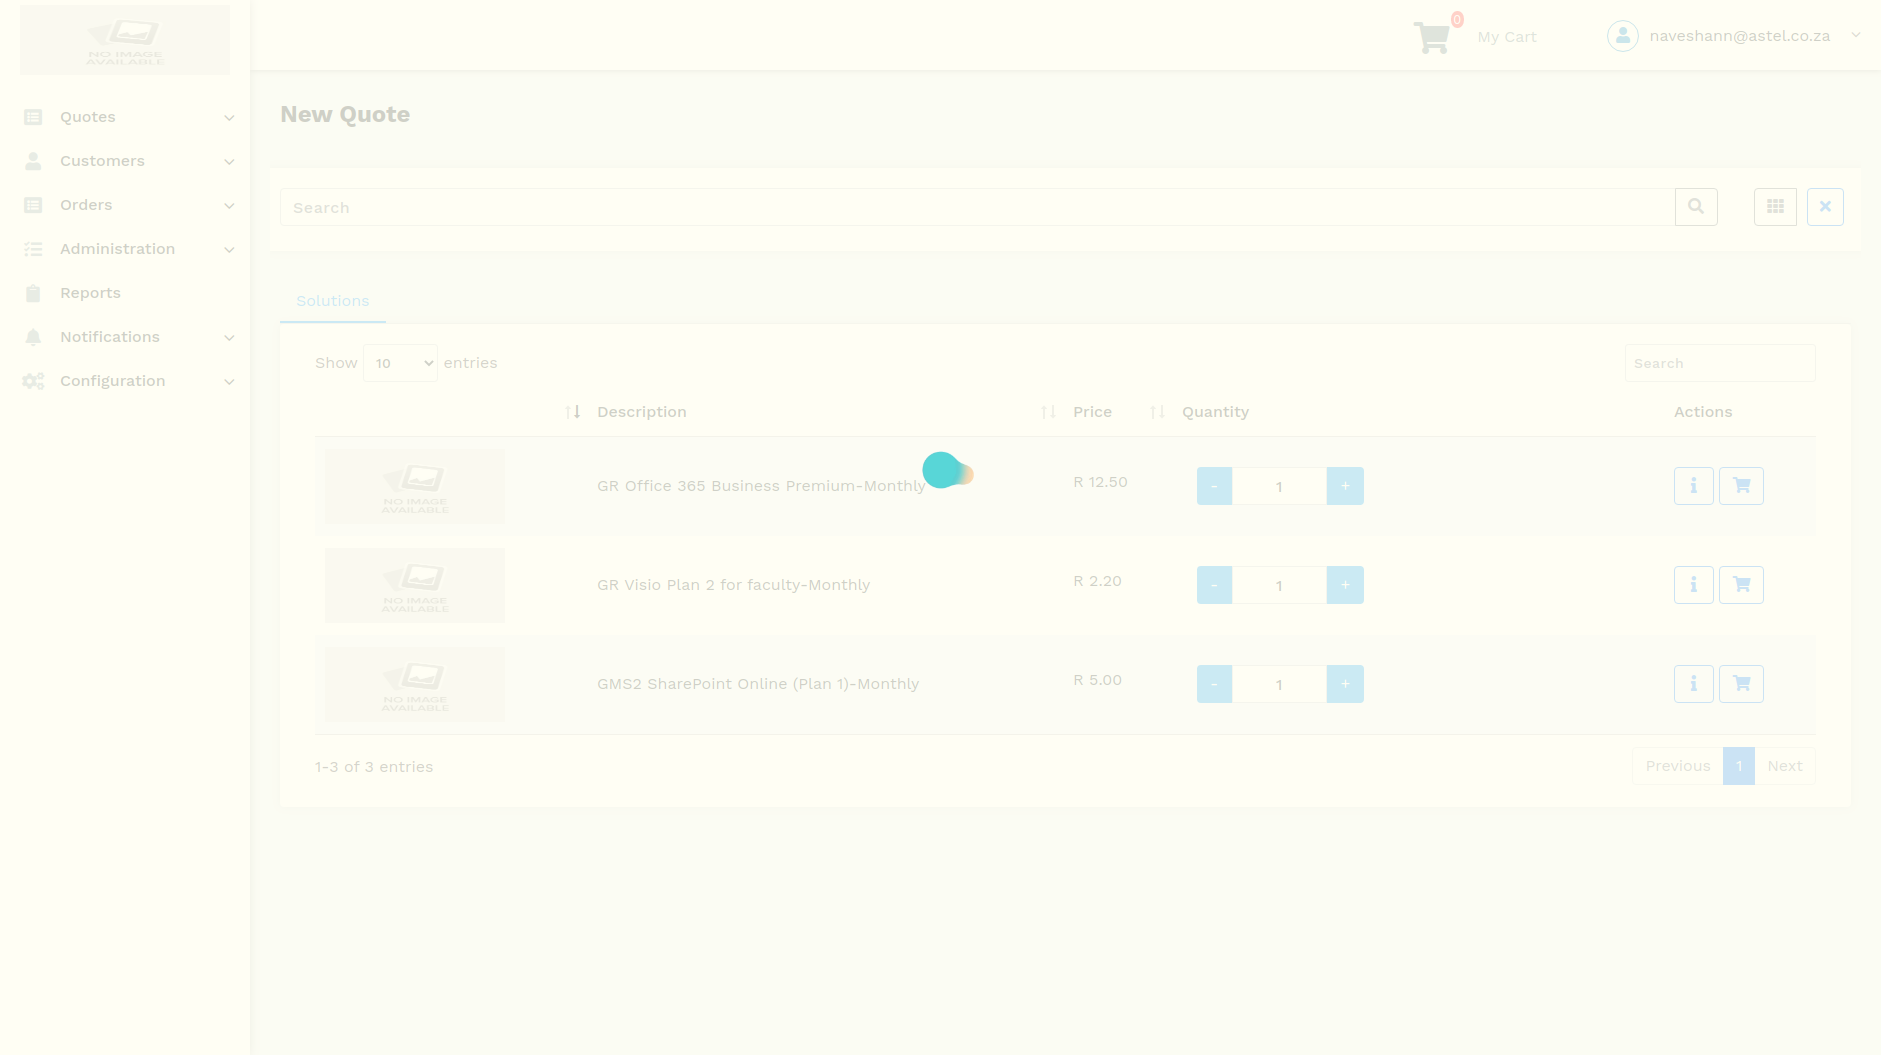 NO IMAGE
AVAILABLE
0
My Cart
naveshann@astel.co.za
Quotes
Customers
Orders
Administration
Reports
Notifications
Configuration
New Quote
Search
Solutions
Show 10 entries
Search
Description Price Quantity Actions
NO IMAGE
AVAILABLE
GR Office 365 Business Premium-Monthly R 12.50 - 1 +
NO IMAGE
AVAILABLE
GR Visio Plan 2 for faculty-Monthly R 2.20 - 1 +
NO IMAGE
AVAILABLE
GMS2 SharePoint Online (Plan 1)-Monthly R 5.00 - 1 +
1-3 of 3 entries
Previous 1 Next